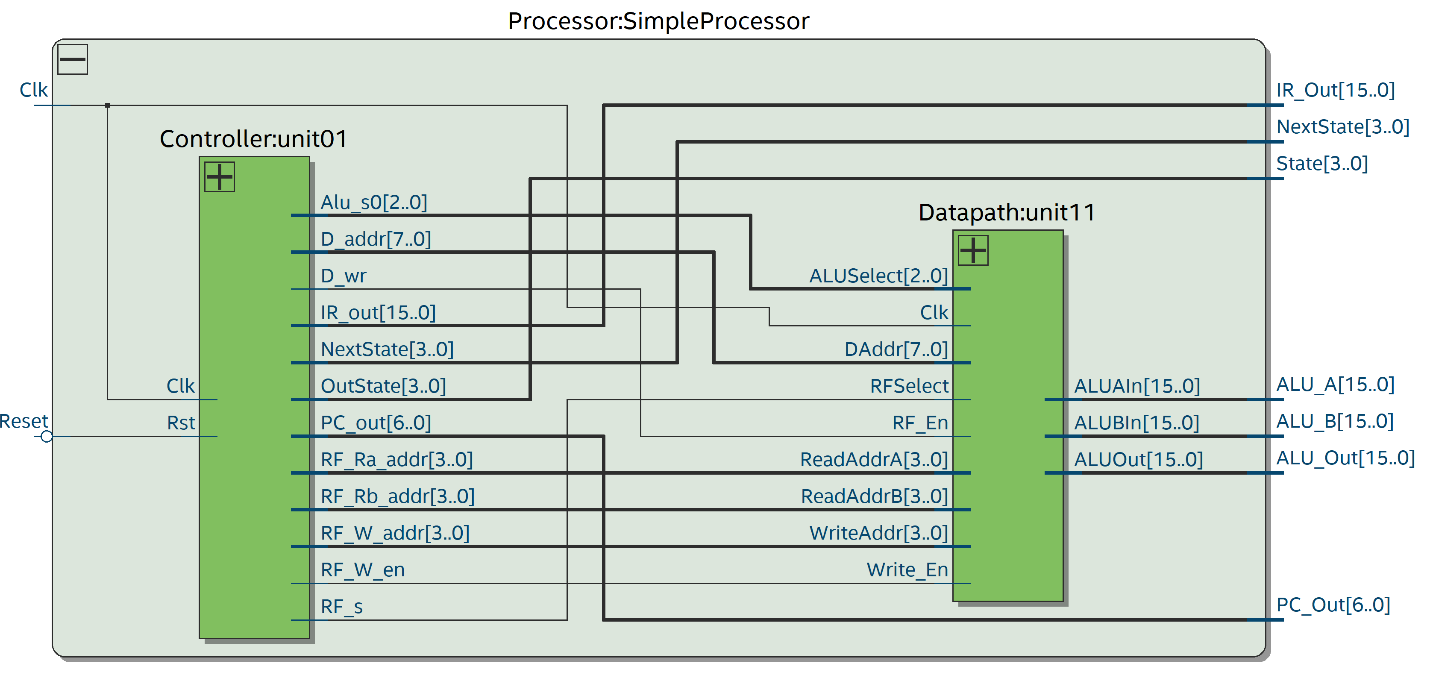 Processor:SimpleProcessor
Clk
IR_Out[15..0]
NextState[3..0]
State[3..0]
Controller:unit01
Alu_s0[2..0]
D_addr[7..0]
D_wr
IR_out[15..0]
NextState[3..0]
OutState[3..0]
PC_out[6..0]
RF_Ra_addr[3..0]
RF_Rb_addr[3..0]
RF_W_addr[3..0]
RF_W_en
RF_s
Clk
Rst
Reset
Datapath:unit11
ALUSelect[2..0]
Clk
DAddr[7..0]
RFSelect
RF_En
ReadAddrA[3..0]
ReadAddrB[3..0]
WriteAddr[3..0]
Write_En
ALUAIn[15..0]
ALUBIn[15..0]
ALUOut[15..0]
ALU_A[15..0]
ALU_B[15..0]
ALU_Out[15..0]
PC_Out[6..0]